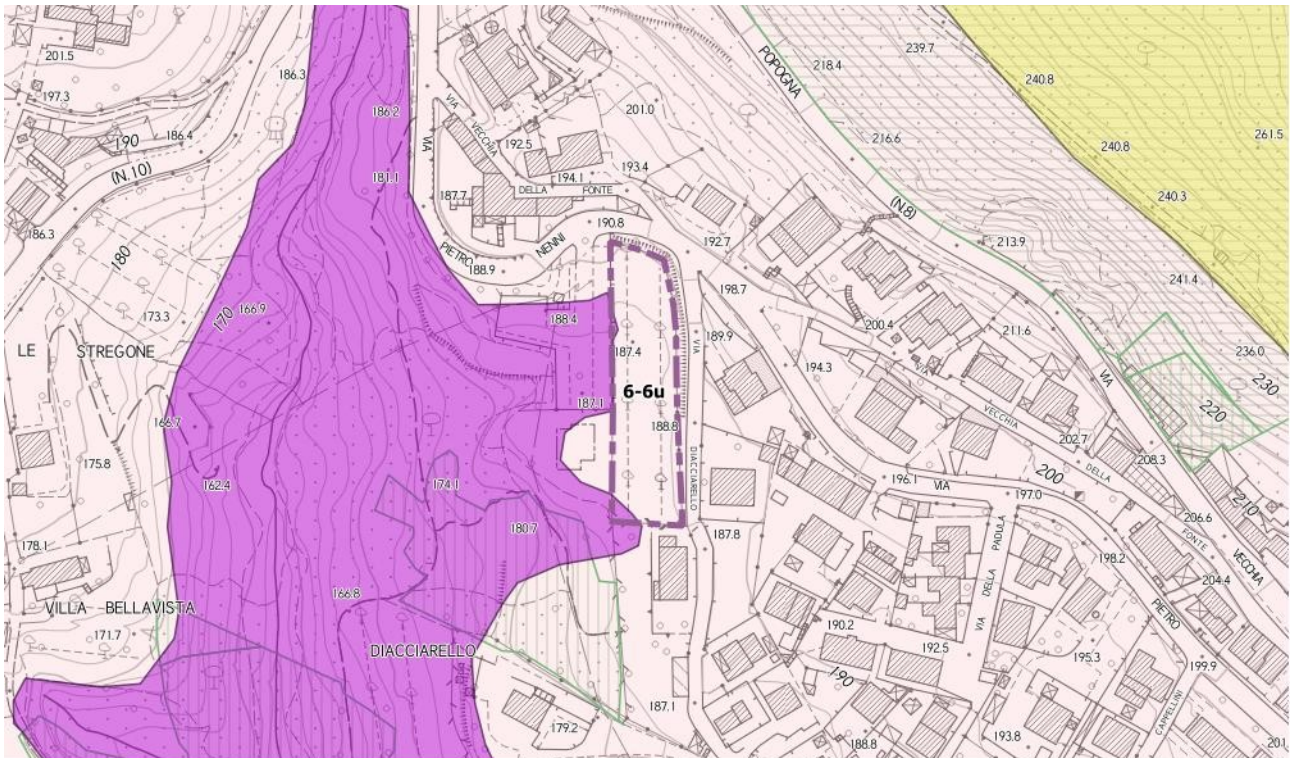 201.5
197.3
186.4
190
(N.10)
186.3
186.3
186.2
181.1
VIA
VIA
VECCHIA
DELLA
FONTE
192.5
194.1
193.4
201.0
187.7
190.8
192.7
PIETRO
NENNI
188.9
POPOGNA
218.4
239.7
240.8
216.6
261.5
240.8
240.3
(N.8)
213.9
241.4
180
173.3
170
166.9
188.4
187.4
198.7
189.9
VIA
194.3
200.4
211.6
236.0
230
220
LE STREGONE
6-6u
188.8
187.1
166.7
175.8
162.4
174.1
180.7
DIACCIARELLO
187.8
VIA
VECCHIA
DELLA
FONTE
202.7
208.3
VIA
VECCHIA
200
196.1
VIA
197.0
206.6
210
198.2
204.4
178.1
VILLA BELLAVISTA
171.7
166.8
DIACCIARELLO
VIA
DELLA
PADULA
PIETRO
190.2
192.5
190
195.3
199.9
CAPPELLINI
187.1
179.2
188.8
193.8
201